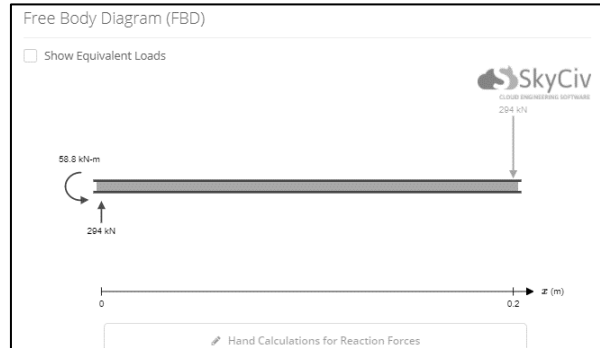 Free Body Diagram (FBD)
Show Equivalent Loads
SkyCiv
CLOUD ENGINEERING SOFTWARE
294 kN
58.8 kN-m
294 kN
x (m)
0
0.2
Hand Calculations for Reaction Forces